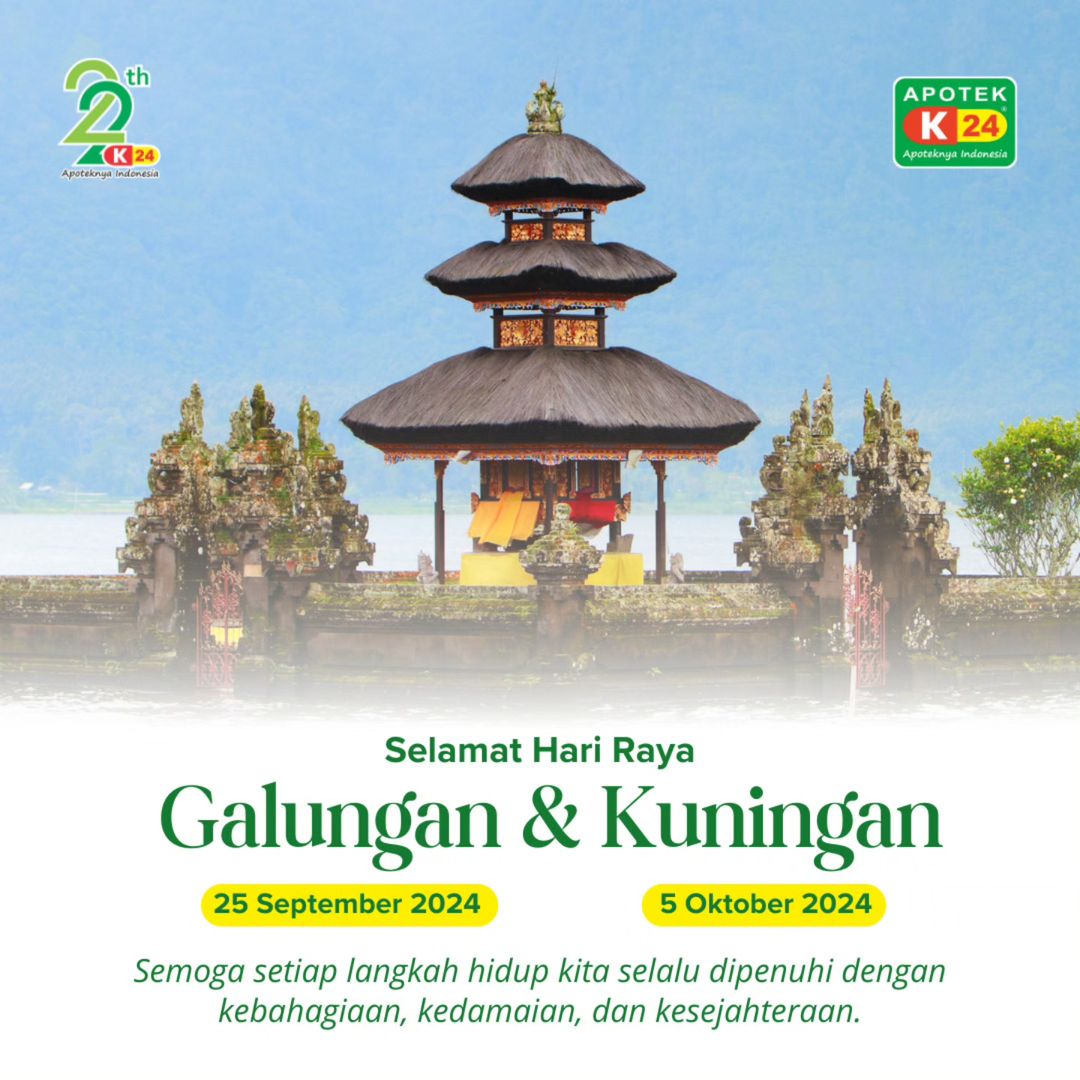 22th
K 24
Apoteknya Indonesia
APOTEK
K 24®
Apoteknya Indonesia
Selamat Hari Raya
Galungan & Kuningan
25 September 2024
5 Oktober 2024
Semoga setiap langkah hidup kita selalu dipenuhi dengan
kebahagiaan, kedamaian, dan kesejahteraan.